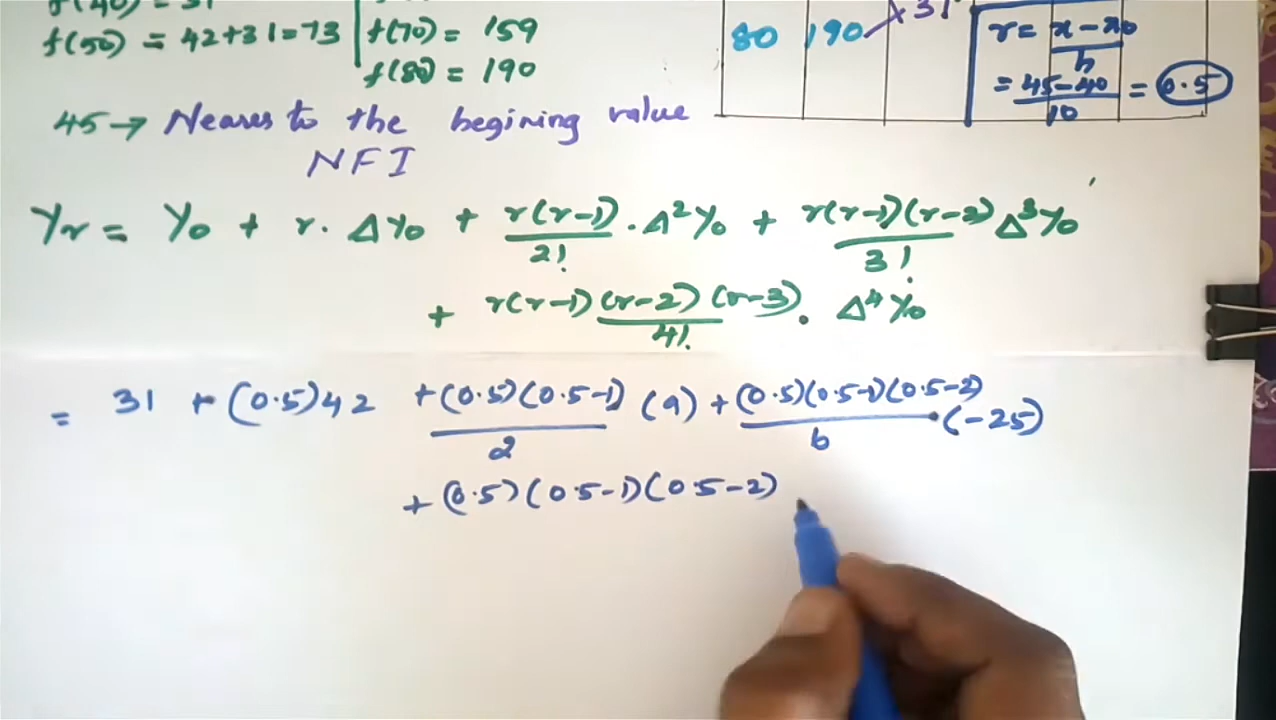 f(40) = 31
f(50) = 42+31=73
f(70) = 159
f(80) = 190
80 190 31
r = x - x0 / h
= 45-40 / 10 = 0.5
45 → Neares to the begining value
NFI
Yr = Y0 + r. Δy0 + r(r-1)/2! . Δ²y0 + r(r-1)(r-2)/3! Δ³y0
+ r(r-1)(r-2)(r-3)/4! . Δ⁴y0
= 31 + (0.5)42 + (0.5)(0.5-1)/2 (9) + (0.5)(0.5-1)(0.5-2)/6 (-25)
+ (0.5)(0.5-1)(0.5-2)